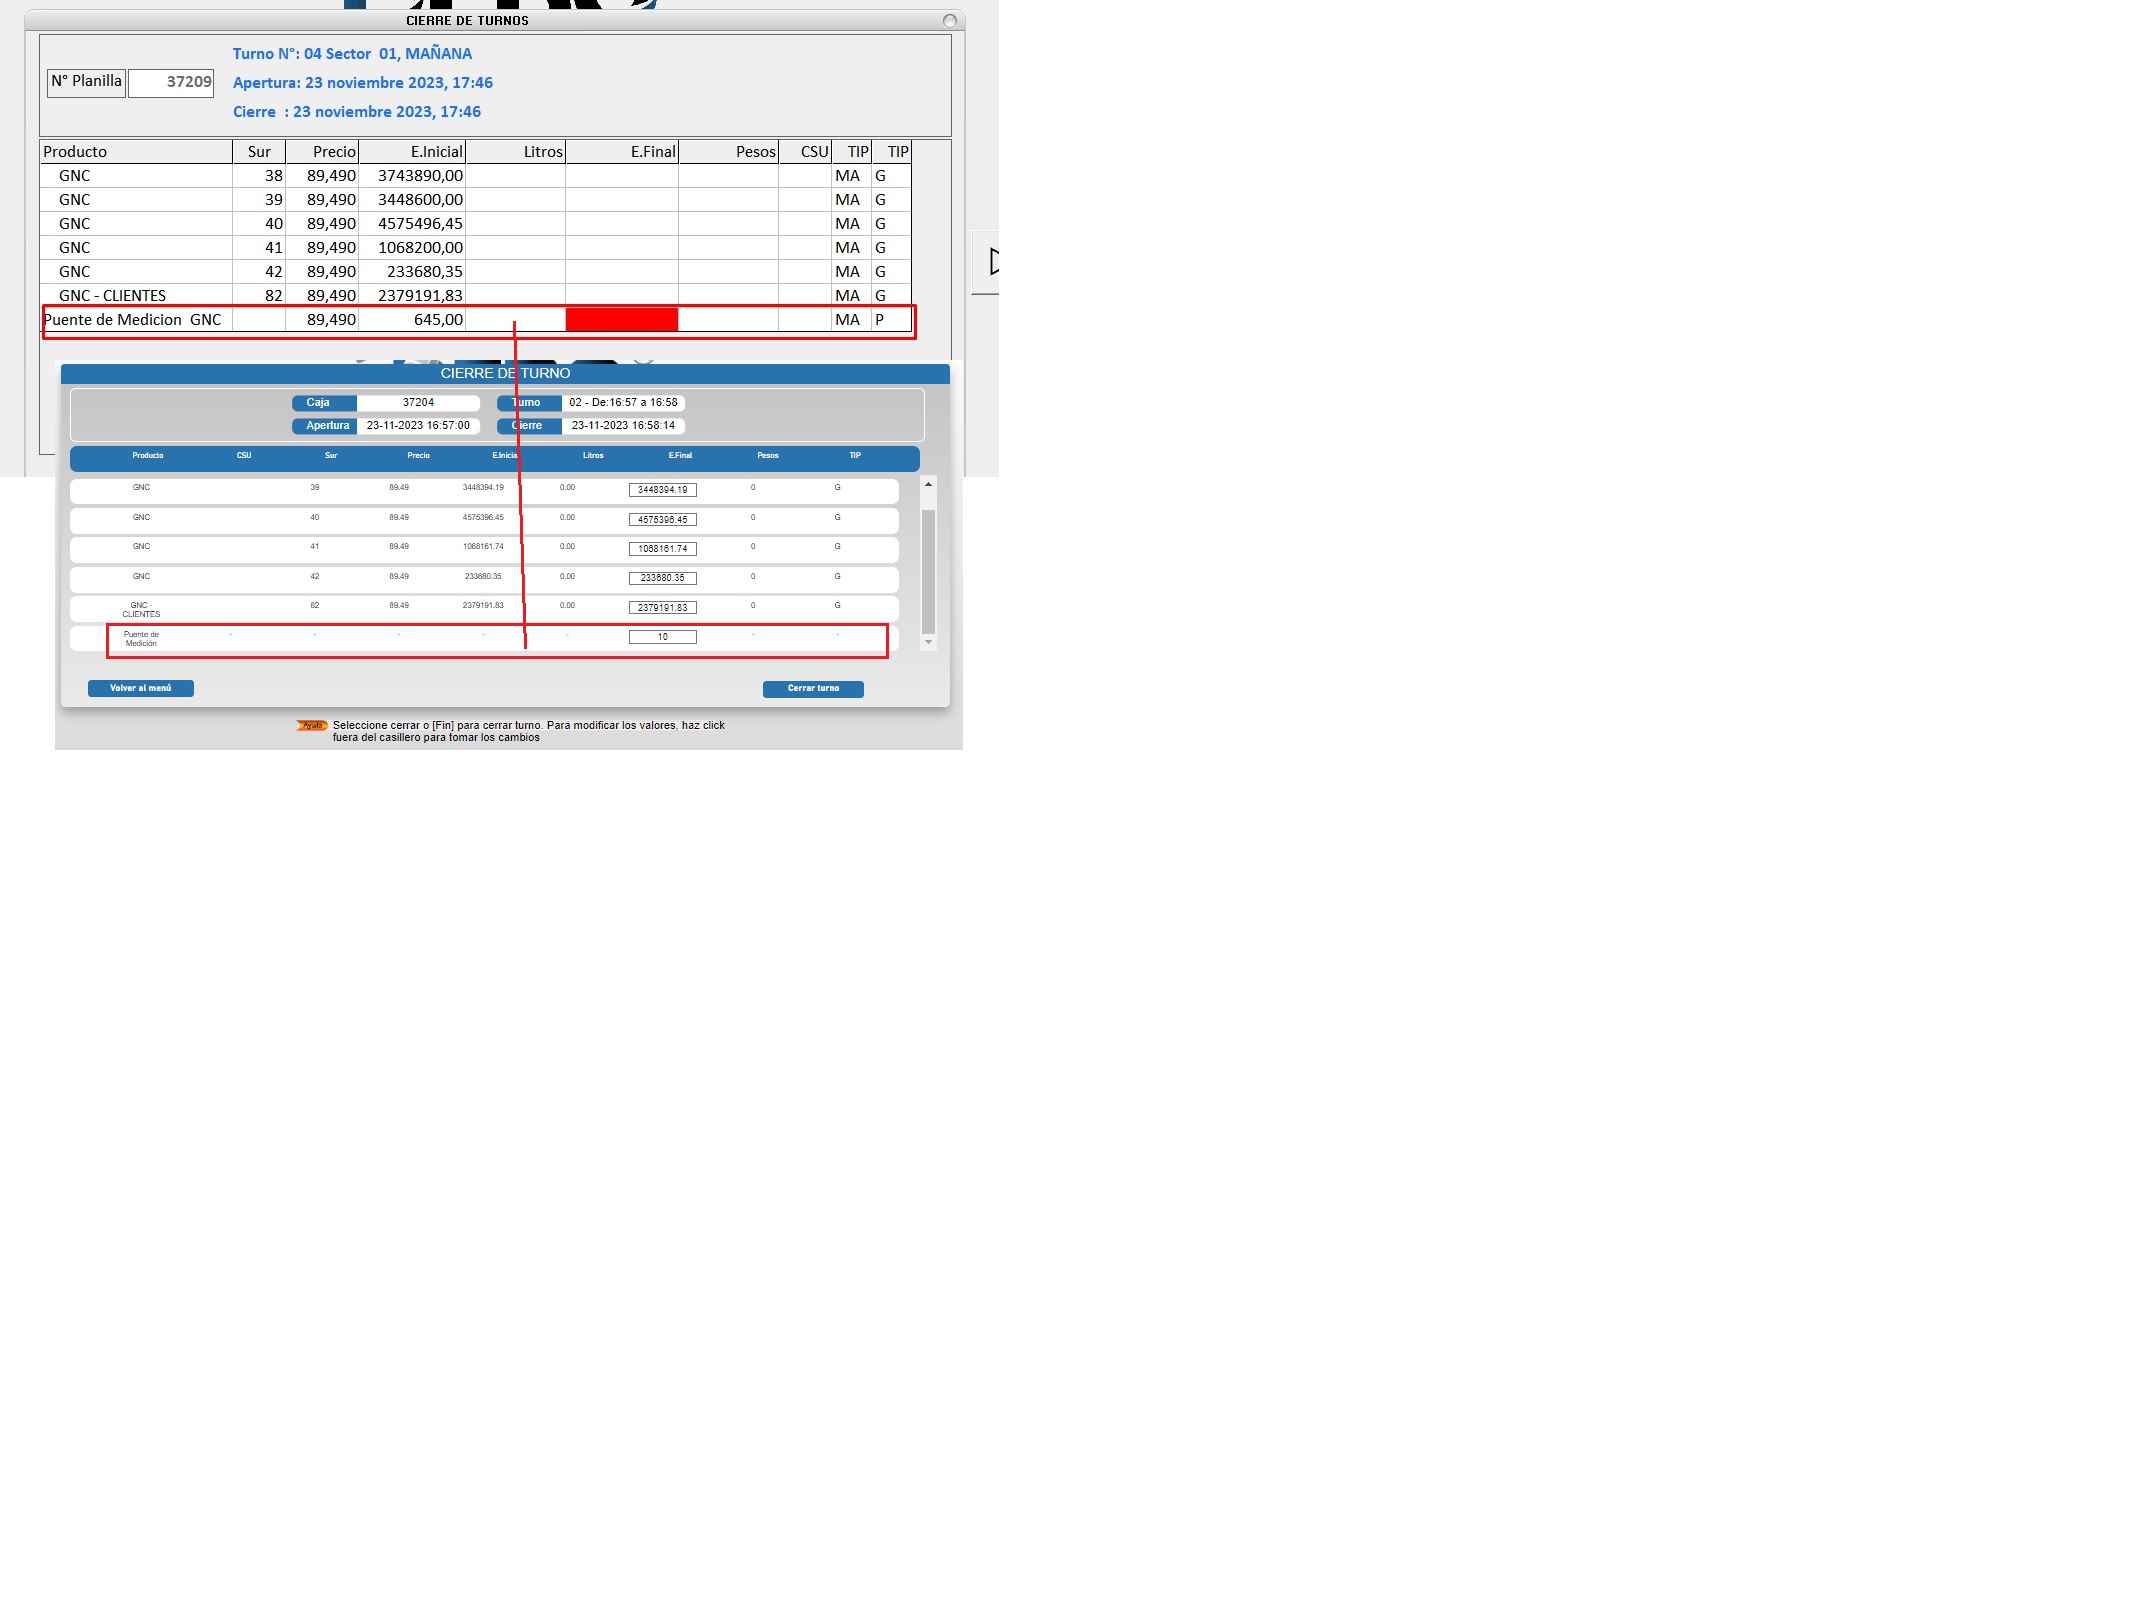 CIERRE DE TURNOS
Turno N°: 04 Sector 01, MAÑANA
N° Planilla 37209
Apertura: 23 noviembre 2023, 17:46
Cierre : 23 noviembre 2023, 17:46
Producto Sur Precio E.Inicial Litros E.Final Pesos CSU TIP TIP
GNC 38 89,490 3743890,00 MA G
GNC 39 89,490 3448600,00 MA G
GNC 40 89,490 4575496,45 MA G
GNC 41 89,490 1068200,00 MA G
GNC 42 89,490 233680,35 MA G
GNC - CLIENTES 82 89,490 2379191,83 MA G
Puente de Medicion GNC 89,490 645,00 MA P
CIERRE DE TURNO
Caja 37204 Turno 02 - De:16:57 a 16:58
Apertura 23-11-2023 16:57:00 Cierre 23-11-2023 16:58:14
Producto CSU Sur Precio E.Inicial Litros E.Final Pesos TIP
GNC 39 89.49 3448394.19 0.00 3448394.19 0 G
GNC 40 89.49 4575396.45 0.00 4575396.45 0 G
GNC 41 89.49 1068161.74 0.00 1068161.74 0 G
GNC 42 89.49 233680.35 0.00 233680.35 0 G
GNC - 82 89.49 2379191.83 0.00 2379191.83 0 G
CLIENTES
Puente de - - - - - 10 - -
Medición
Volver al menú Cerrar turno
Ayuda Seleccione cerrar o [Fin] para cerrar turno. Para modificar los valores, haz click
fuera del casillero para tomar los cambios